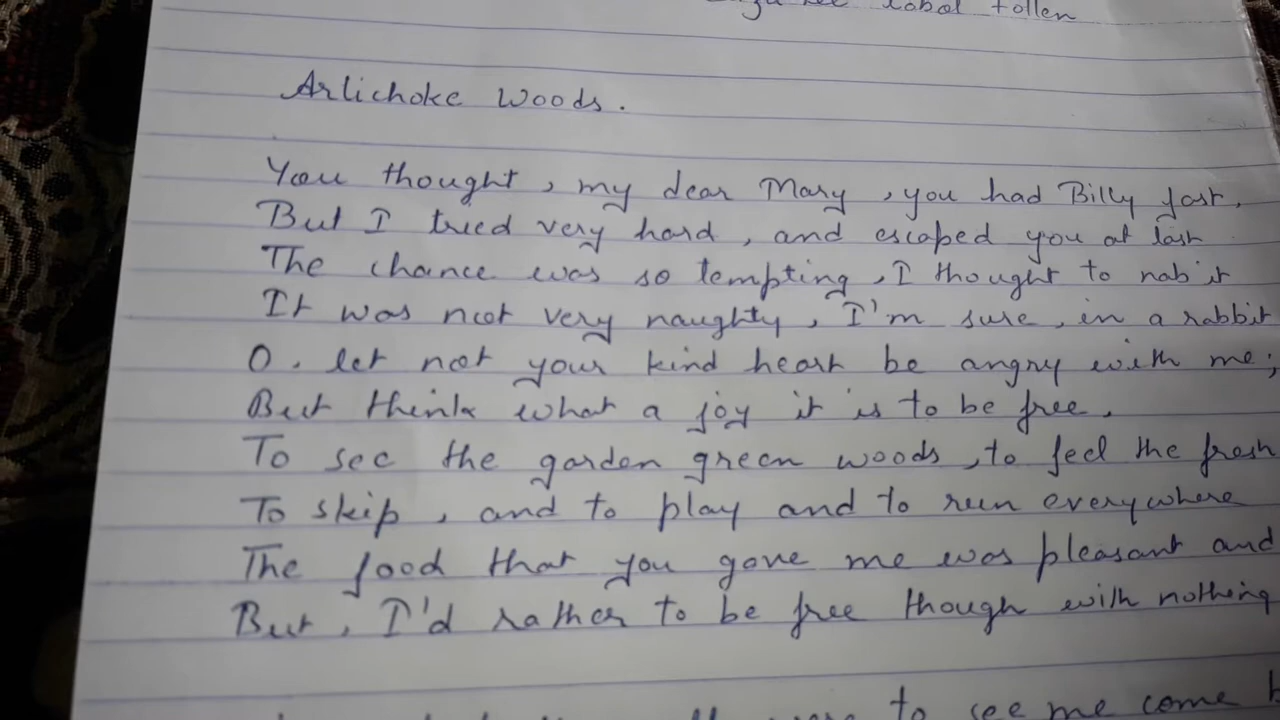 tollen
Arlichoke Woods.
You thought, my dear Mary, you had Billy fast,
But I tried very hard, and escaped you at last
The chance was so tempting, I thought to nab it
It was not very naughty, I'm sure, in a rabbit
O. let not your kind heart be angry with me;
But think what a joy it is to be free.
To see the garden green woods, to feel the fresh
To skip, and to play and to run everywhere
The food that you gave me was pleasant and
But, I'd rather to be free though with nothing
to see me come